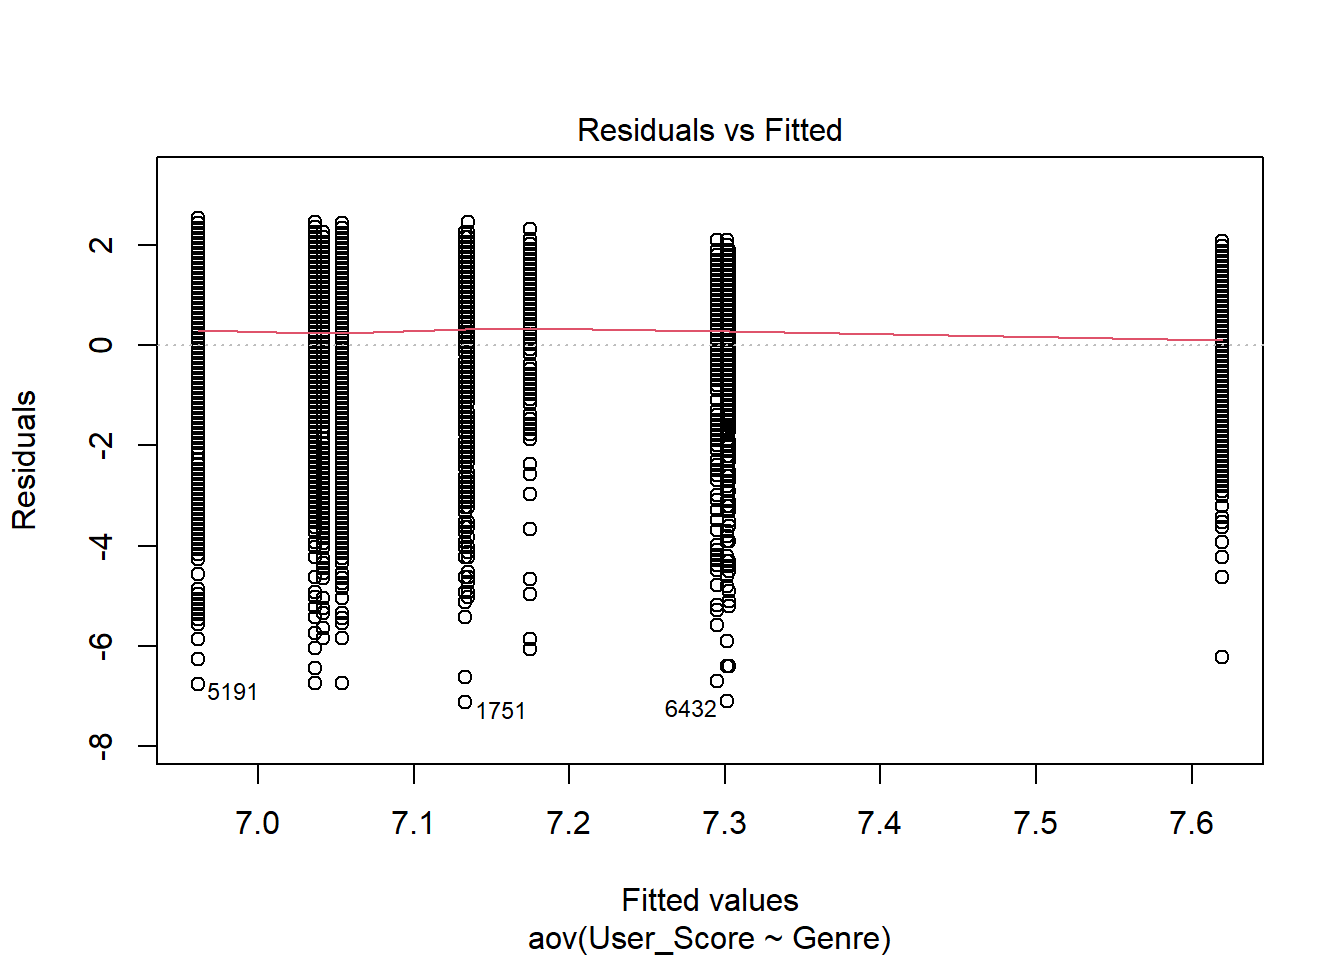 Residuals vs Fitted
Residuals
2
0
-2
-4
-6
-8
5191
1751
6432
7.0 7.1 7.2 7.3 7.4 7.5 7.6
Fitted values
aov(User_Score ~ Genre)